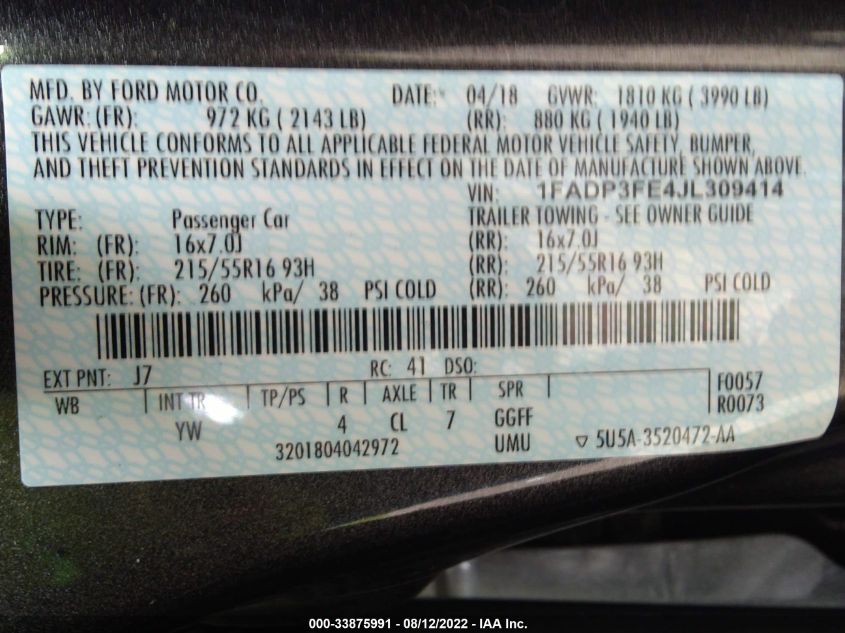 MFD. BY FORD MOTOR CO. DATE: 04/18 GVWR: 1810 KG ( 3990 LB)
GAWR: (FR): 972 KG ( 2143 LB) (RR): 880 KG ( 1940 LB)
THIS VEHICLE CONFORMS TO ALL APPLICABLE FEDERAL MOTOR VEHICLE SAFETY, BUMPER,
AND THEFT PREVENTION STANDARDS IN EFFECT ON THE DATE OF MANUFACTURE SHOWN ABOVE.
VIN: 1FADP3FE4JL309414
TYPE: Passenger Car TRAILER TOWING - SEE OWNER GUIDE
RIM: (FR): 16x7.0J (RR): 16x7.0J
TIRE: (FR): 215/55R16 93H (RR): 215/55R16 93H
PRESSURE: (FR): 260 kPa/ 38 PSI COLD (RR): 260 kPa/ 38 PSI COLD
EXT PNT: J7 RC: 41 DSO:
WB INT TR TP/PS R AXLE TR SPR F0057
R0073
YW 4 CL 7 GGFF
3201804042972 UMU 5U5A-3520472-AA
000-33875991 - 08/12/2022 - IAA Inc.